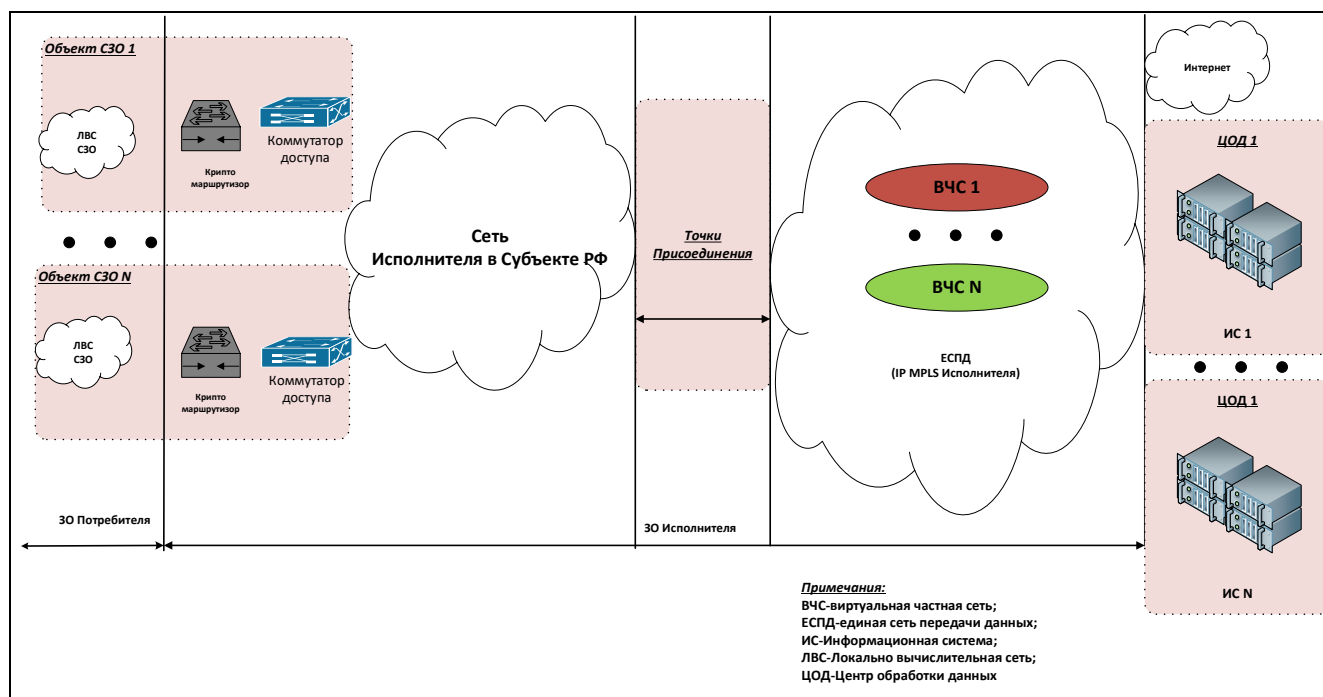 Объект СЗО 1
ЛВС
СЗО
Крипто
маршрутизор
Коммутатор
доступа
Объект СЗО N
ЛВС
СЗО
Крипто
маршрутизор
Коммутатор
доступа
Сеть
Исполнителя в Субъекте РФ
Точки
Присоединения
ВЧС 1
ВЧС N
ЕСПД
(IP MPLS Исполнителя)
Интернет
ЦОД 1
ИС 1
ЦОД 1
ИС N
ЗО Потребителя
ЗО Исполнителя
Примечания:
ВЧС-виртуальная частная сеть;
ЕСПД-единая сеть передачи данных;
ИС-Информационная система;
ЛВС-Локально вычислительная сеть;
ЦОД-Центр обработки данных